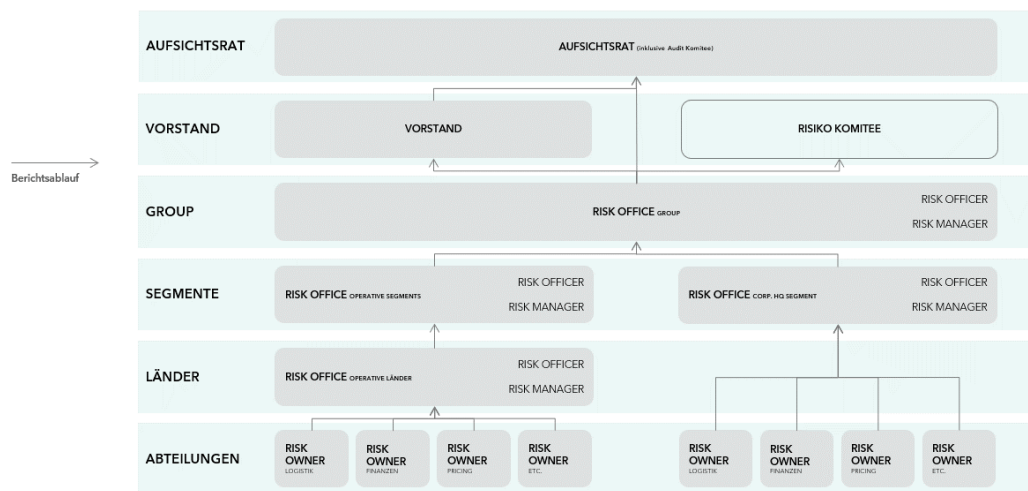 AUFSICHTSRAT
AUFSICHTSRAT (inklusive Audit Komitee)
VORSTAND
VORSTAND
RISIKO KOMITEE
Berichtsablauf
GROUP
RISK OFFICE GROUP
RISK OFFICER
RISK MANAGER
SEGMENTE
RISK OFFICE OPERATIVE SEGMENTS
RISK OFFICER
RISK MANAGER
RISK OFFICE CORP. HQ SEGMENT
RISK OFFICER
RISK MANAGER
LÄNDER
RISK OFFICE OPERATIVE LÄNDER
RISK OFFICER
RISK MANAGER
ABTEILUNGEN
RISK
OWNER
LOGISTIK
RISK
OWNER
FINANZEN
RISK
OWNER
PRICING
RISK
OWNER
ETC.
RISK
OWNER
LOGISTIK
RISK
OWNER
FINANZEN
RISK
OWNER
PRICING
RISK
OWNER
ETC.